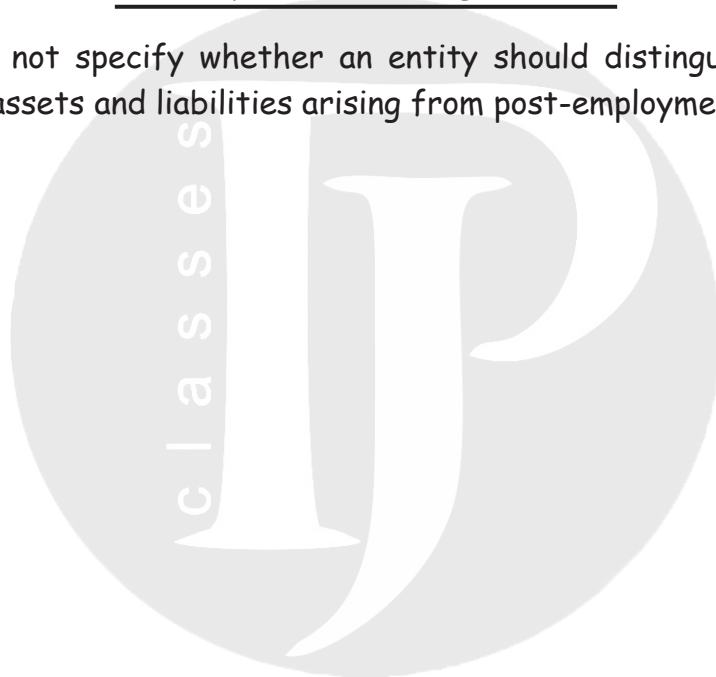 not specify whether an entity should distingu
assets and liabilities arising from post-employme
classes